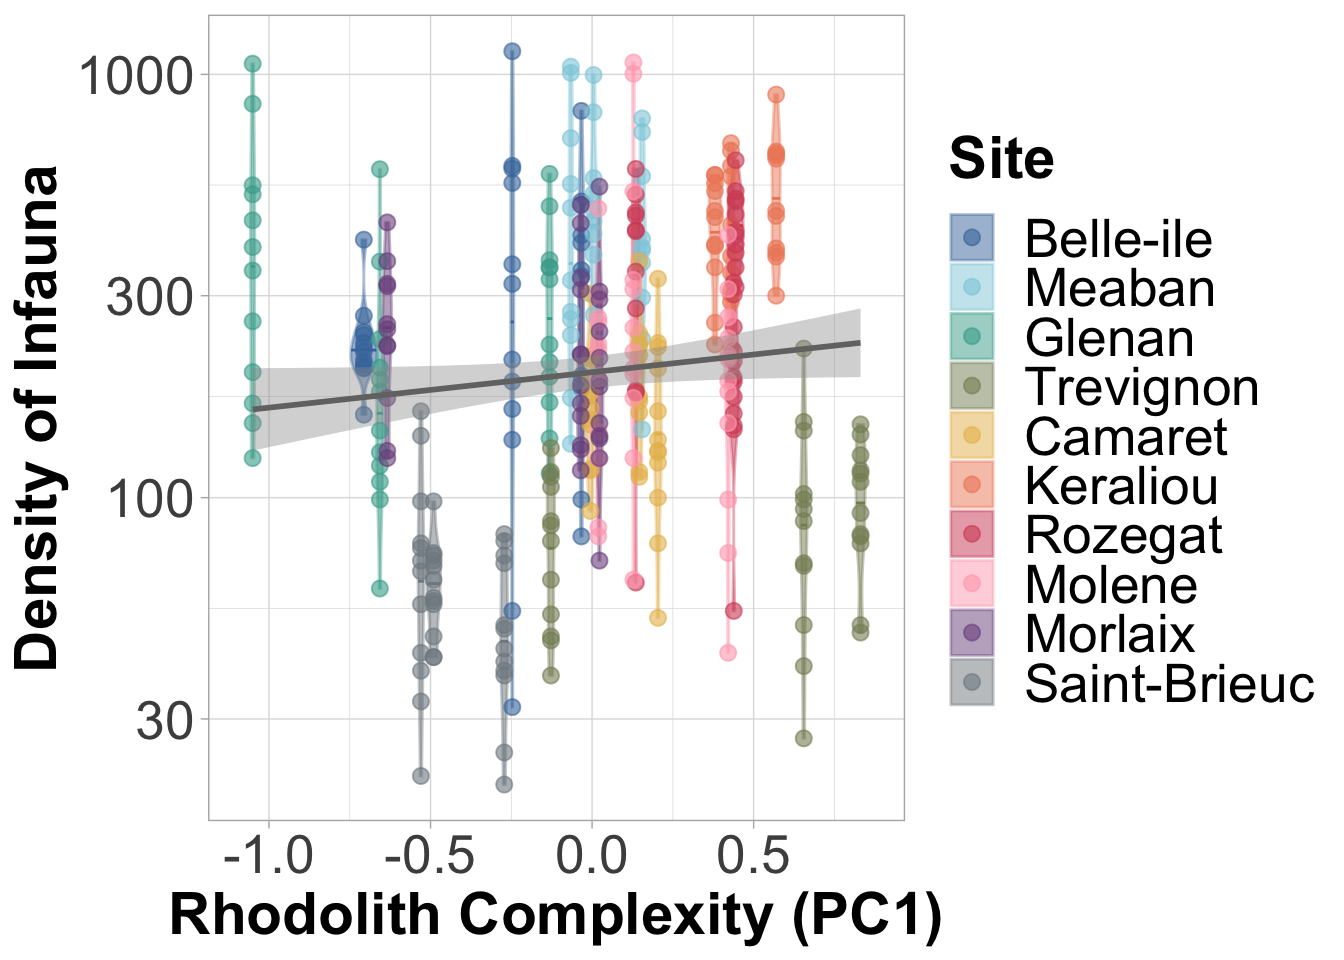 1000
300
100
30
Density of Infauna
-1.0 -0.5 0.0 0.5
Rhodolith Complexity (PC1)
Site
Belle-ile
Meaban
Glenan
Trevignon
Camaret
Keraliou
Rozegat
Molene
Morlaix
Saint-Brieuc